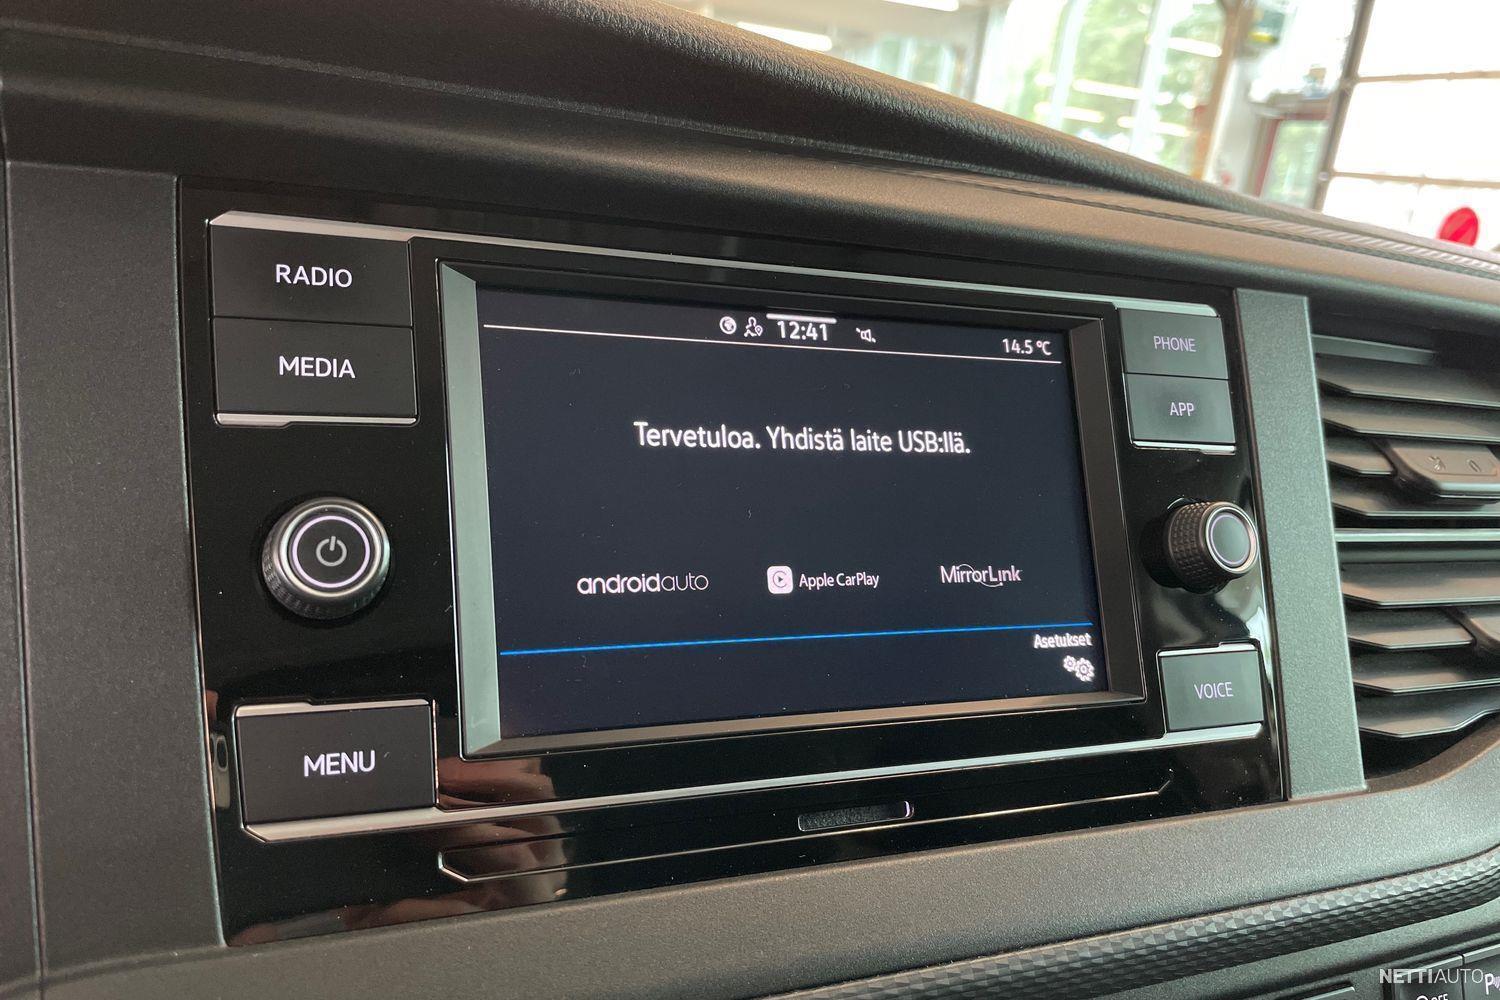 RADIO
MEDIA
MENU
12:41
14.5 °C
Tervetuloa. Yhdistä laite USB:llä.
androidauto
Apple CarPlay
MirrorLink
Asetukset
PHONE
APP
VOICE
NETTIAUTO
OFF